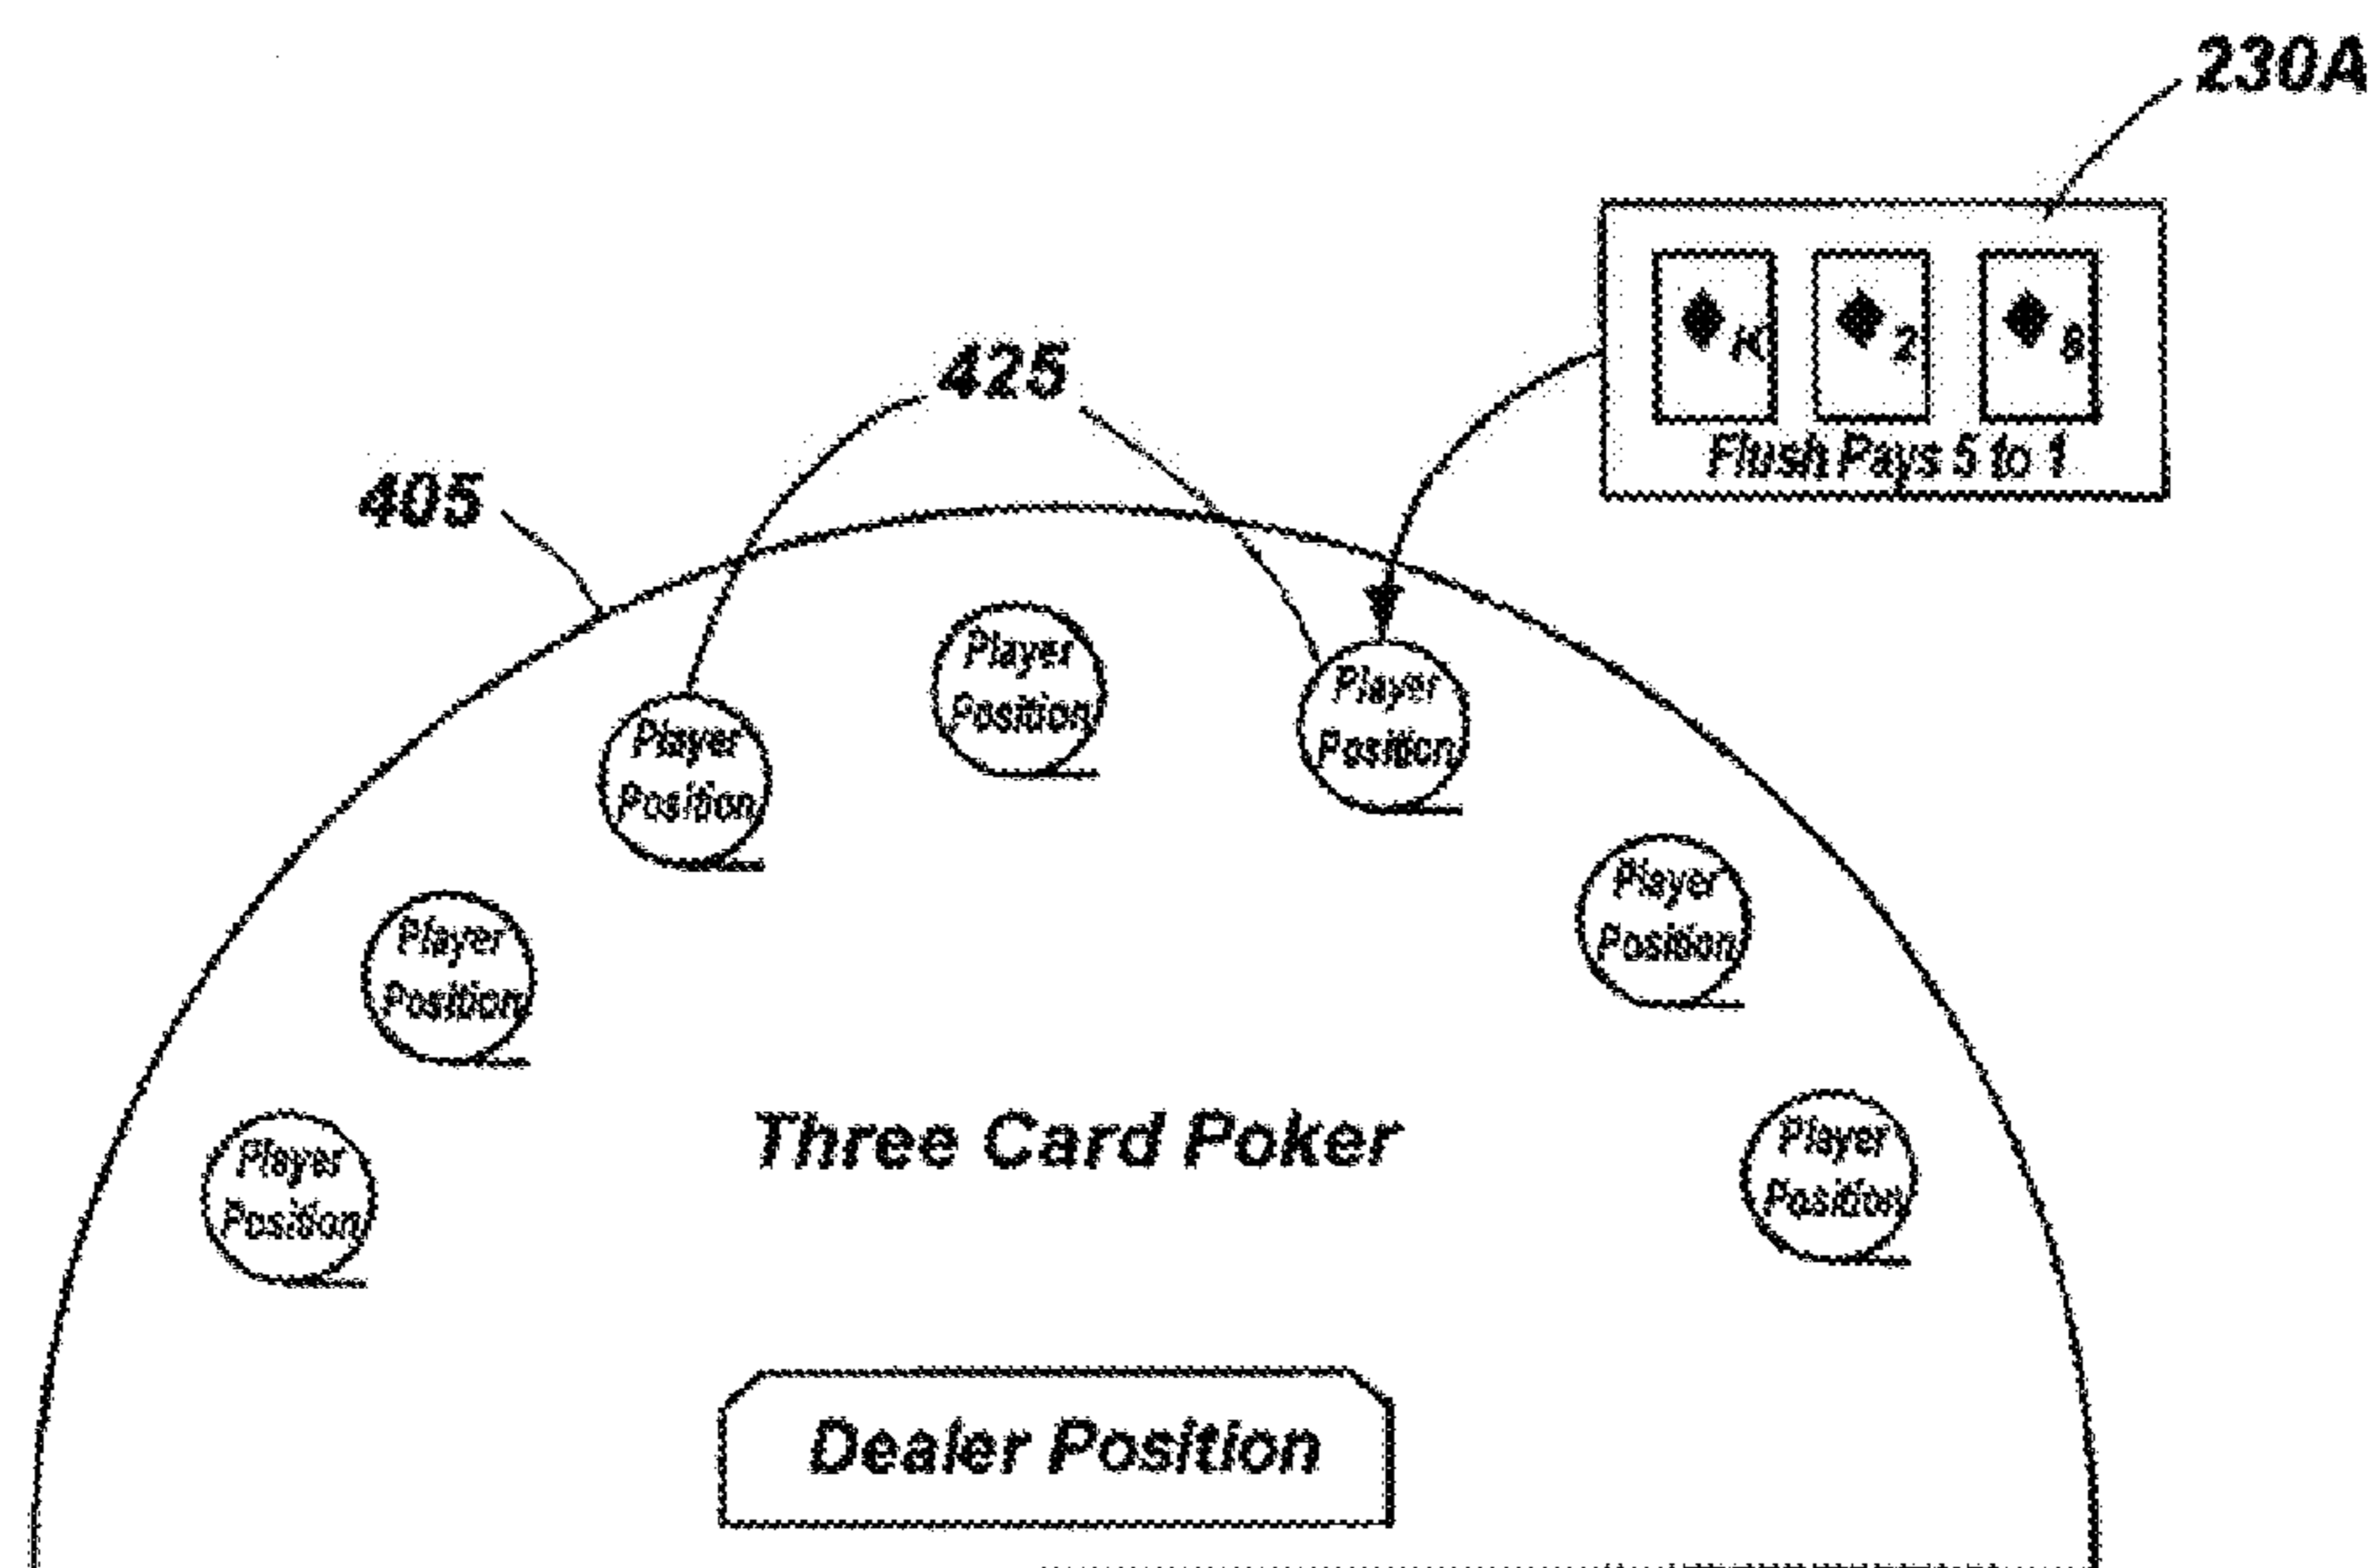 230A
K 2 8
Flush Pays 5 to 1
425
405
Player
Position
Player
Position
Player
Position
Player
Position
Player
Position
Player
Position
Player
Position
Three Card Poker
Dealer Position